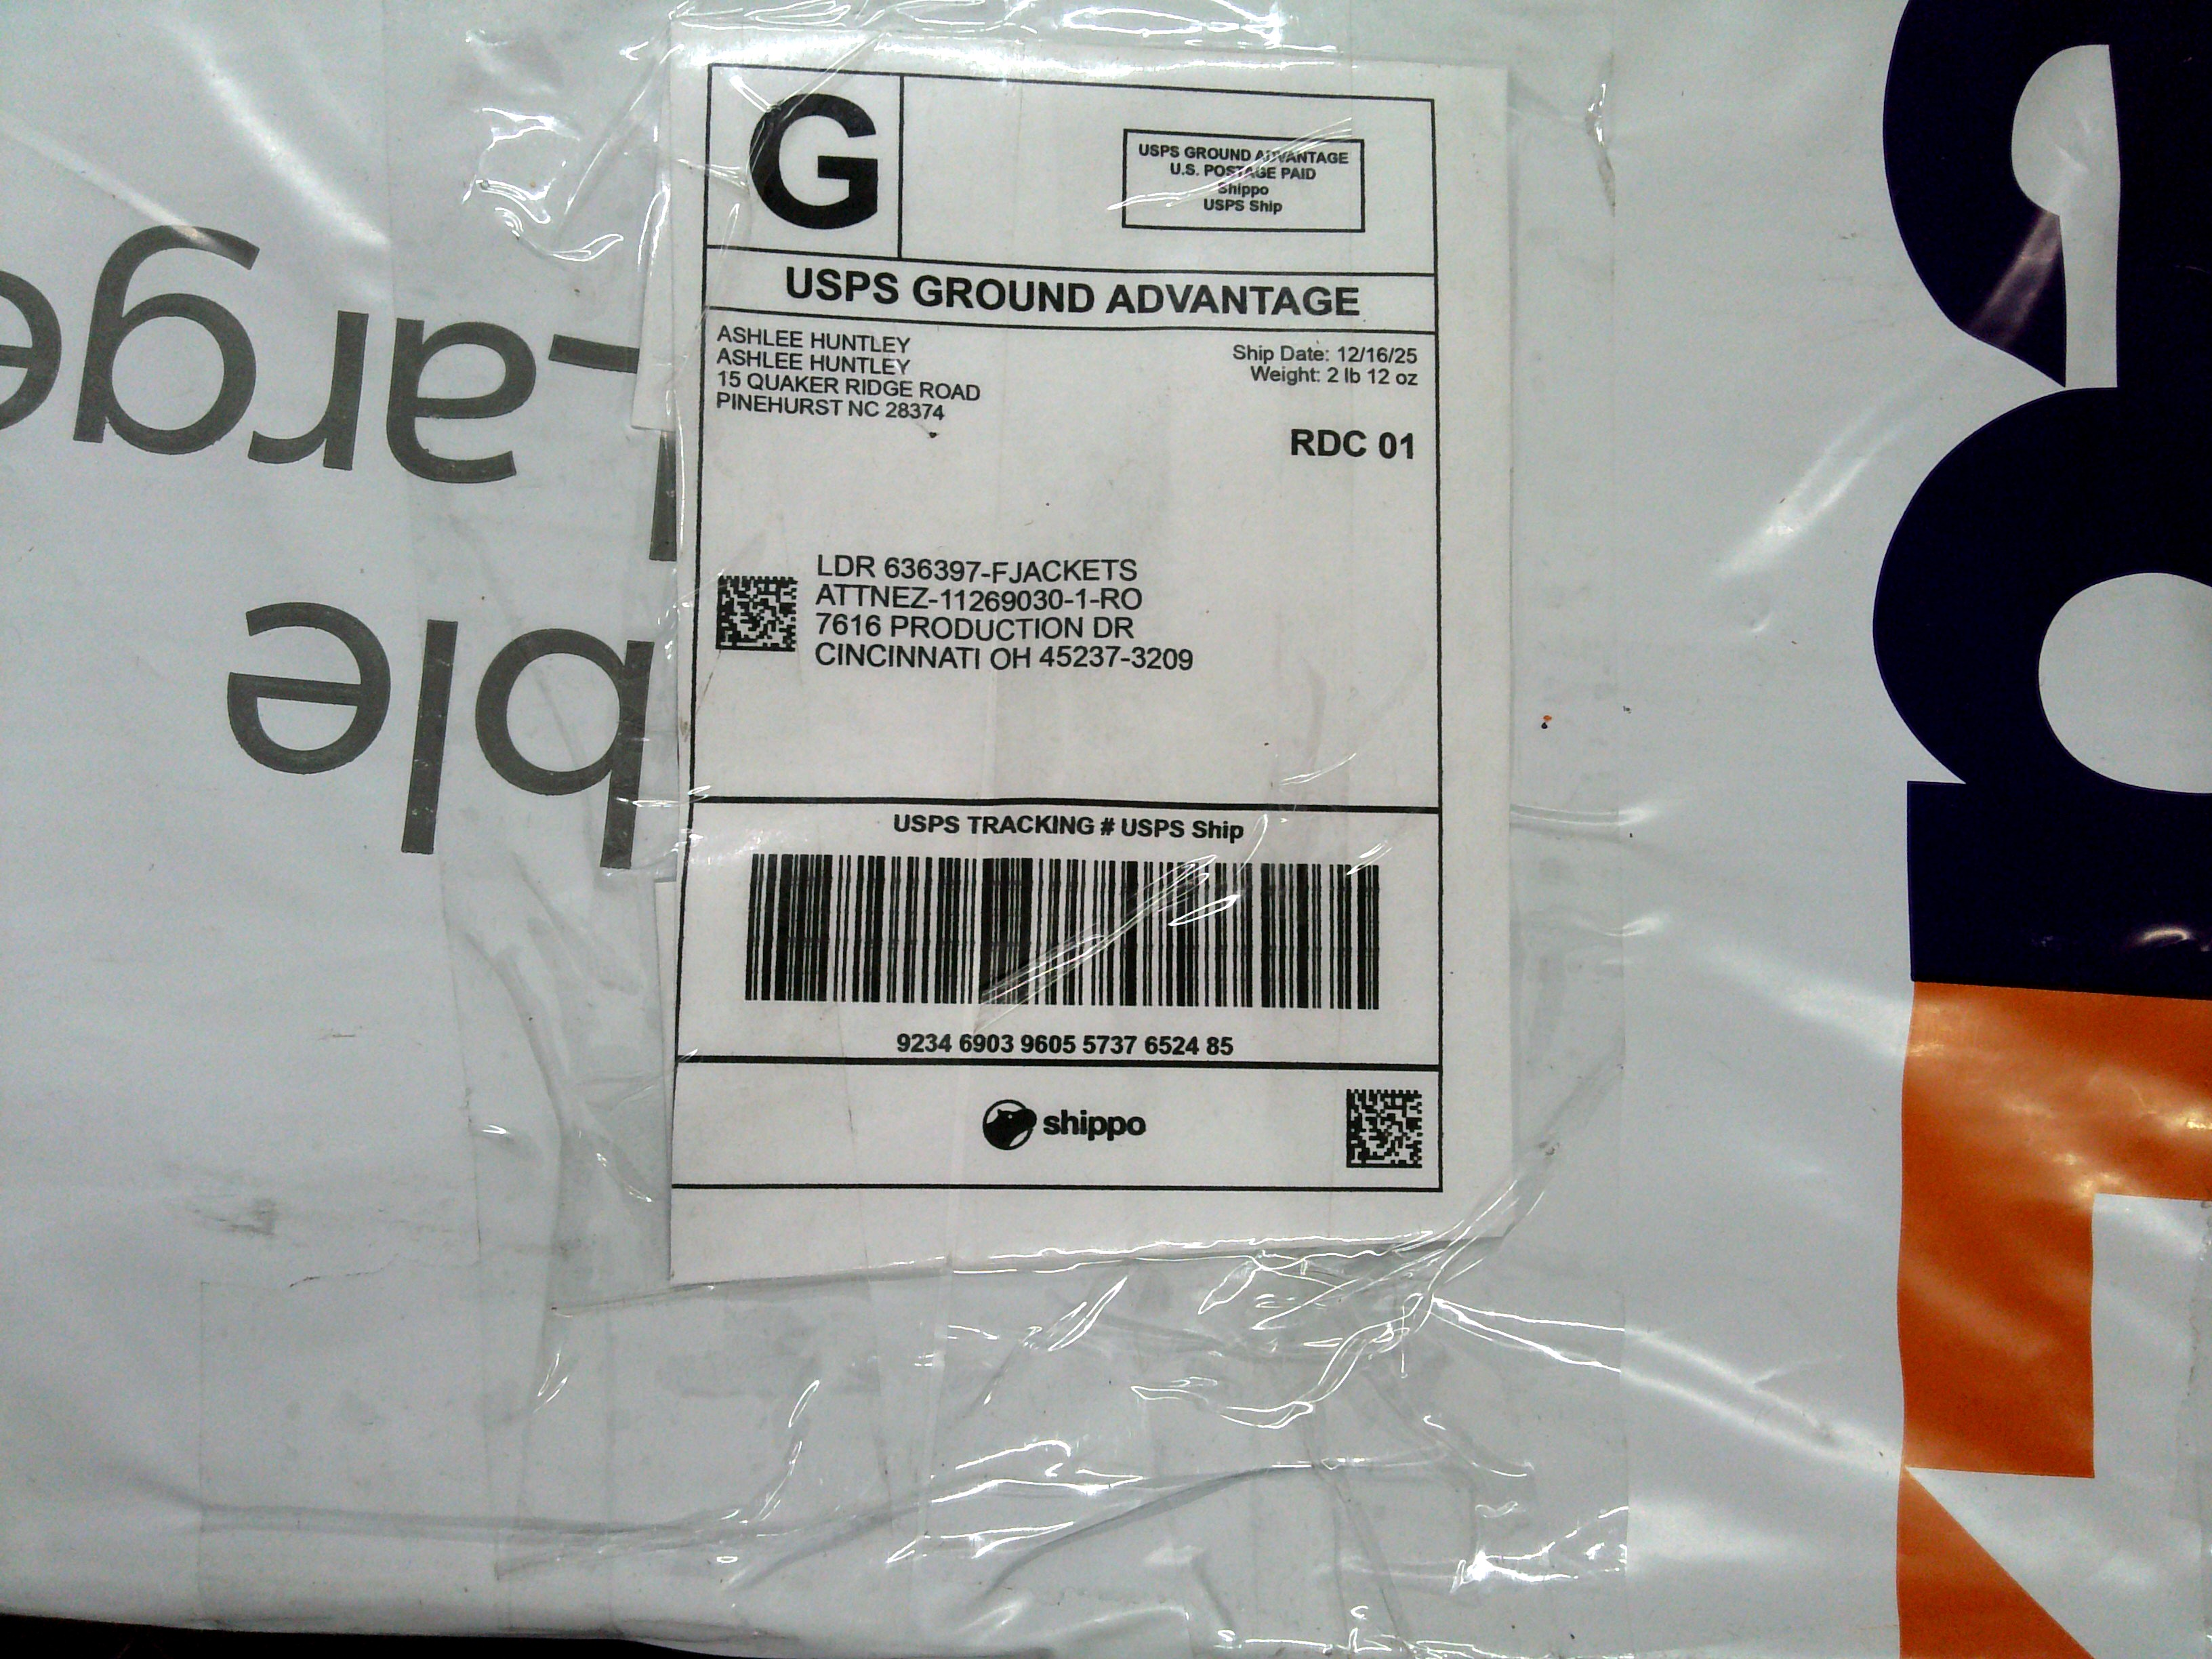 G
USPS GROUND ADVANTAGE
U.S. POSTAGE PAID
Shippo
USPS Ship
USPS GROUND ADVANTAGE
ASHLEE HUNTLEY
ASHLEE HUNTLEY
15 QUAKER RIDGE ROAD
PINEHURST NC 28374
Ship Date: 12/16/25
Weight: 2 lb 12 oz
RDC 01
LDR 636397-FJACKETS
ATTNEZ-11269030-1-RO
7616 PRODUCTION DR
CINCINNATI OH 45237-3209
USPS TRACKING # USPS Ship
9234 6903 9605 5737 6524 85
shippo
ble
Large